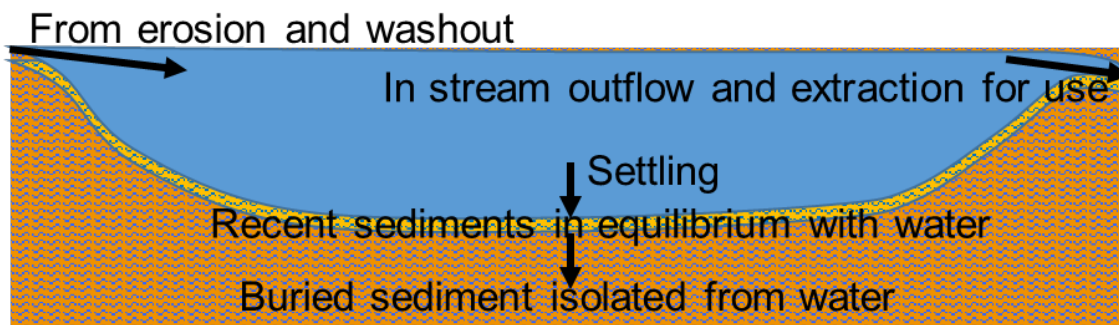 From erosion and washout
In stream outflow and extraction for use
Settling
Recent sediments in equilibrium with water
Buried sediment isolated from water